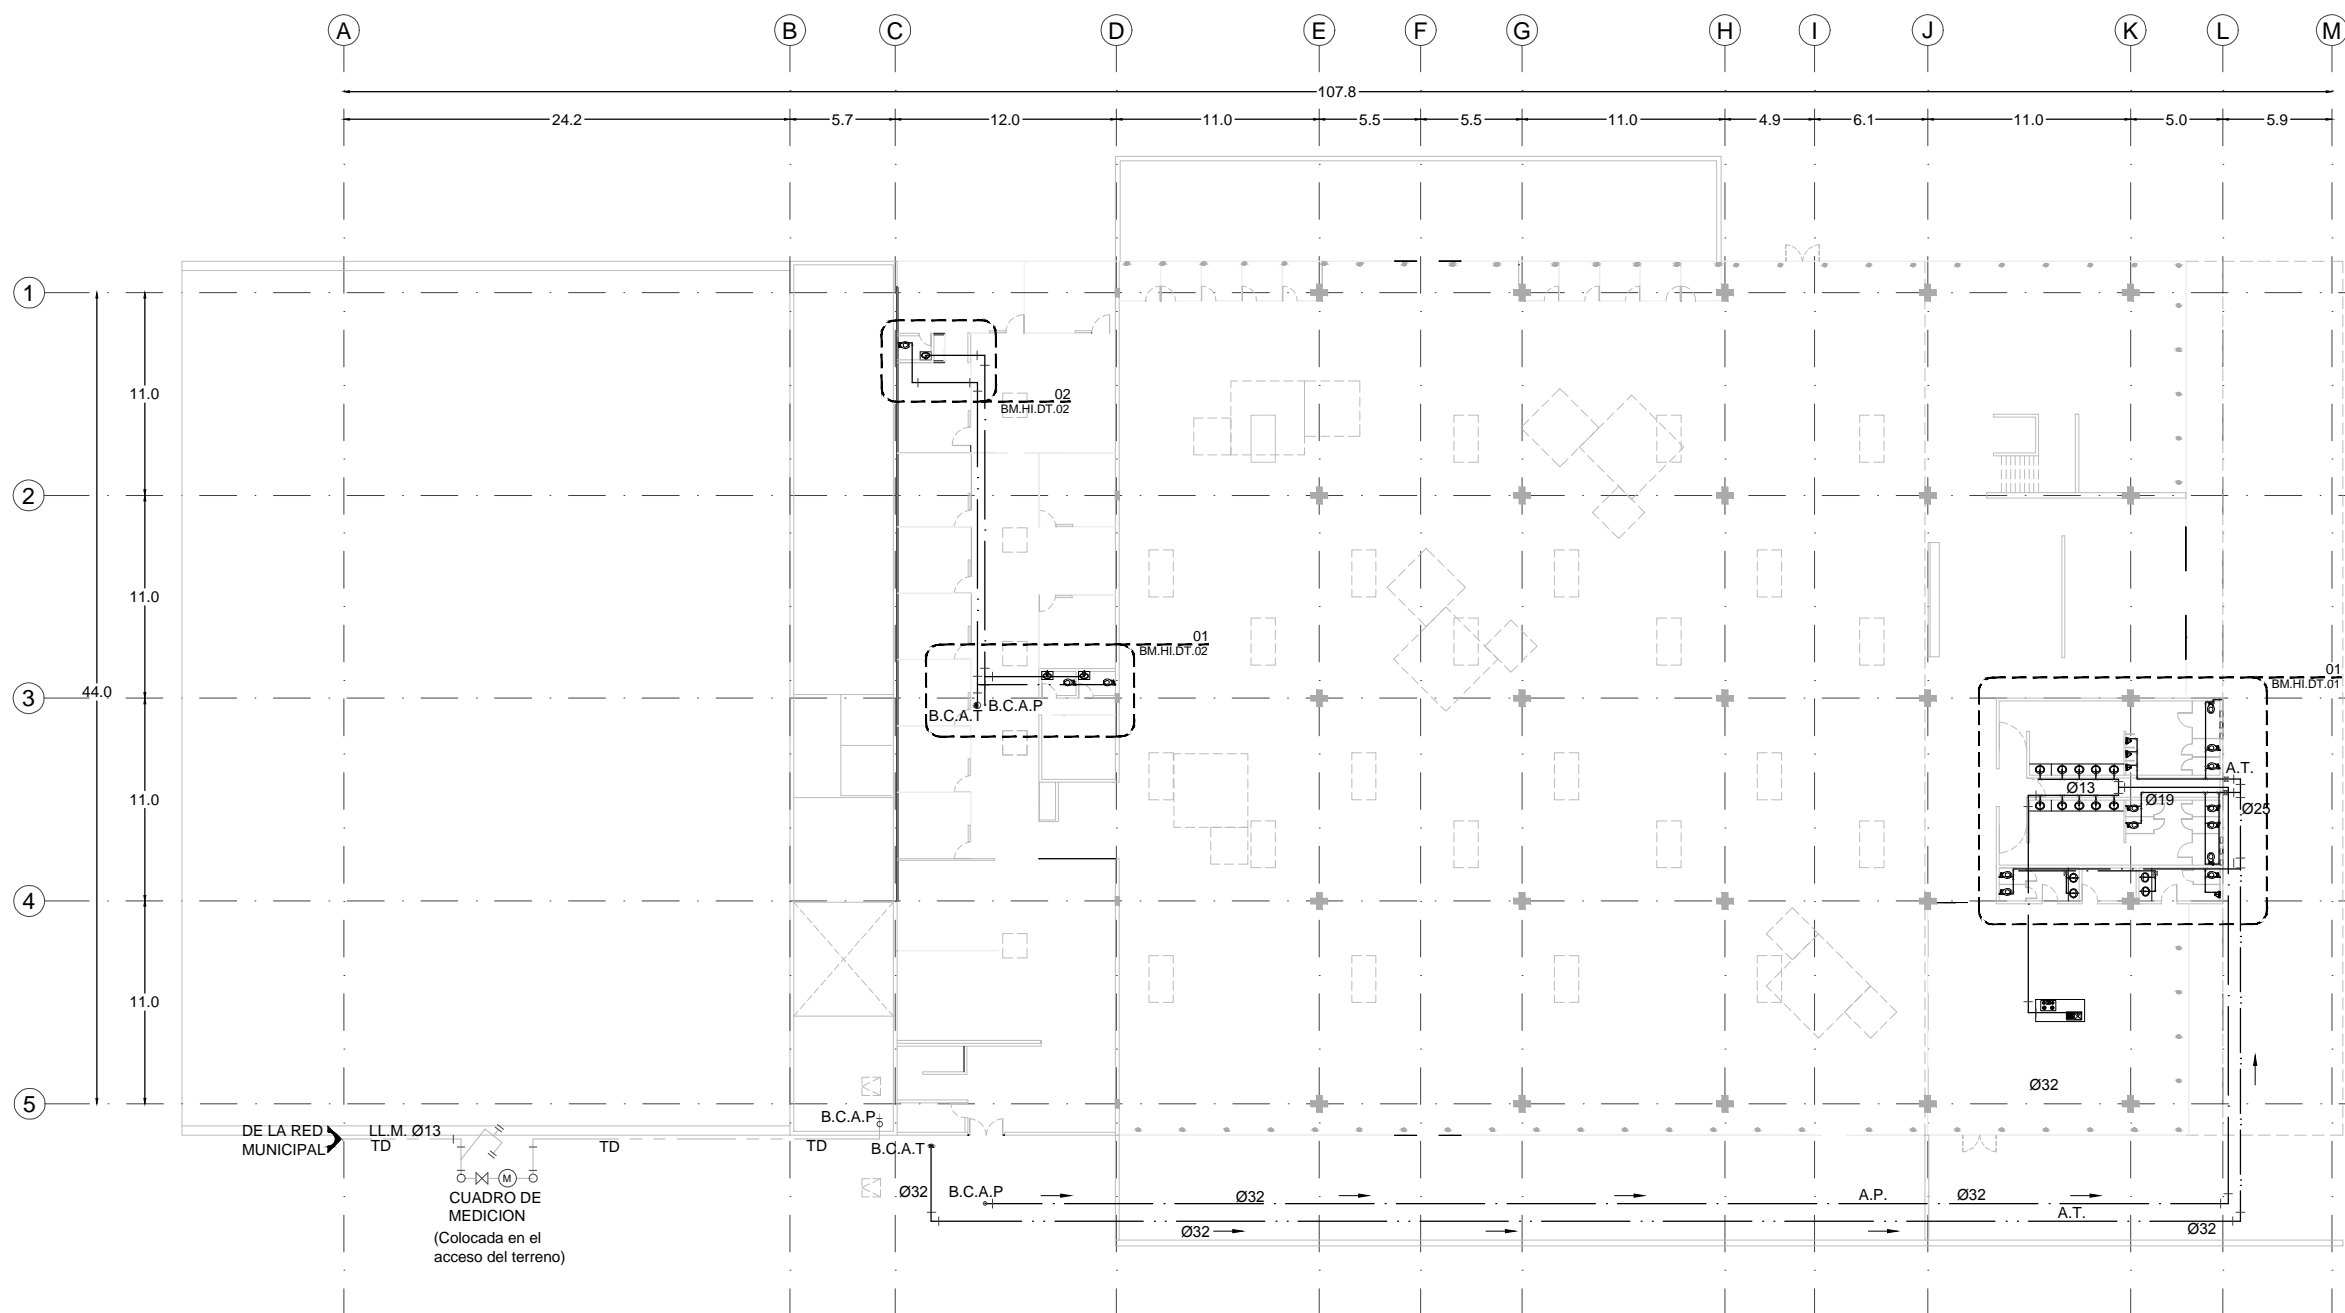 A B C D E F G H I J K L M
107.8
24.2 5.7 12.0 11.0 5.5 5.5 11.0 4.9 6.1 11.0 5.0 5.9
1
11.0
02
BM.HI.DT.02
2
11.0
01
BM.HI.DT.02
01
BM.HI.DT.01
44.0
3
B.C.A.T B.C.A.P
A.T.
Ø13
Ø19
Ø25
11.0
4
11.0
Ø32
5
B.C.A.P
DE LA RED
MUNICIPAL
LL.M. Ø13
TD
TD
TD
B.C.A.T
M
CUADRO DE
MEDICION
(Colocada en el
acceso del terreno)
Ø32
B.C.A.P
Ø32
A.P.
Ø32
A.T.
Ø32
Ø32